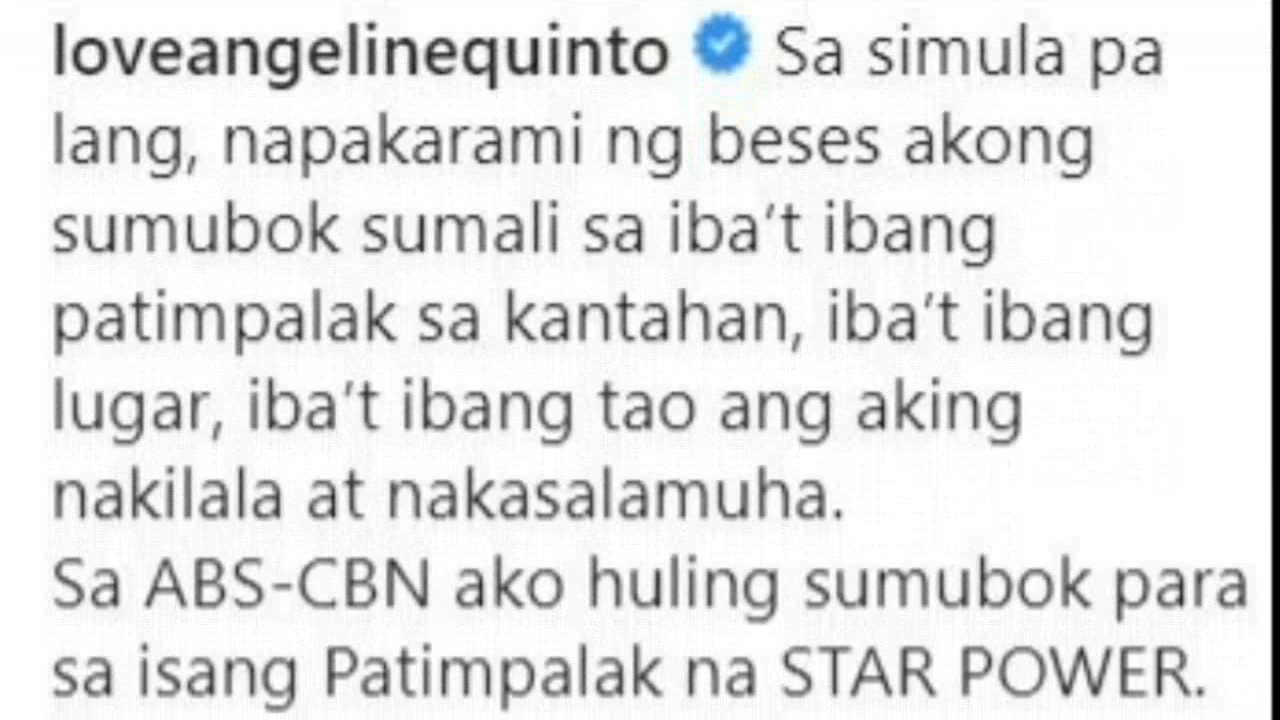 loveangelinequinto Sa simula pa
lang, napakarami ng beses akong
sumubok sumali sa iba't ibang
patimpalak sa kantahan, iba't ibang
lugar, iba't ibang tao ang aking
nakilala at nakasalamuha.
Sa ABS-CBN ako huling sumubok para
sa isang Patimpalak na STAR POWER.